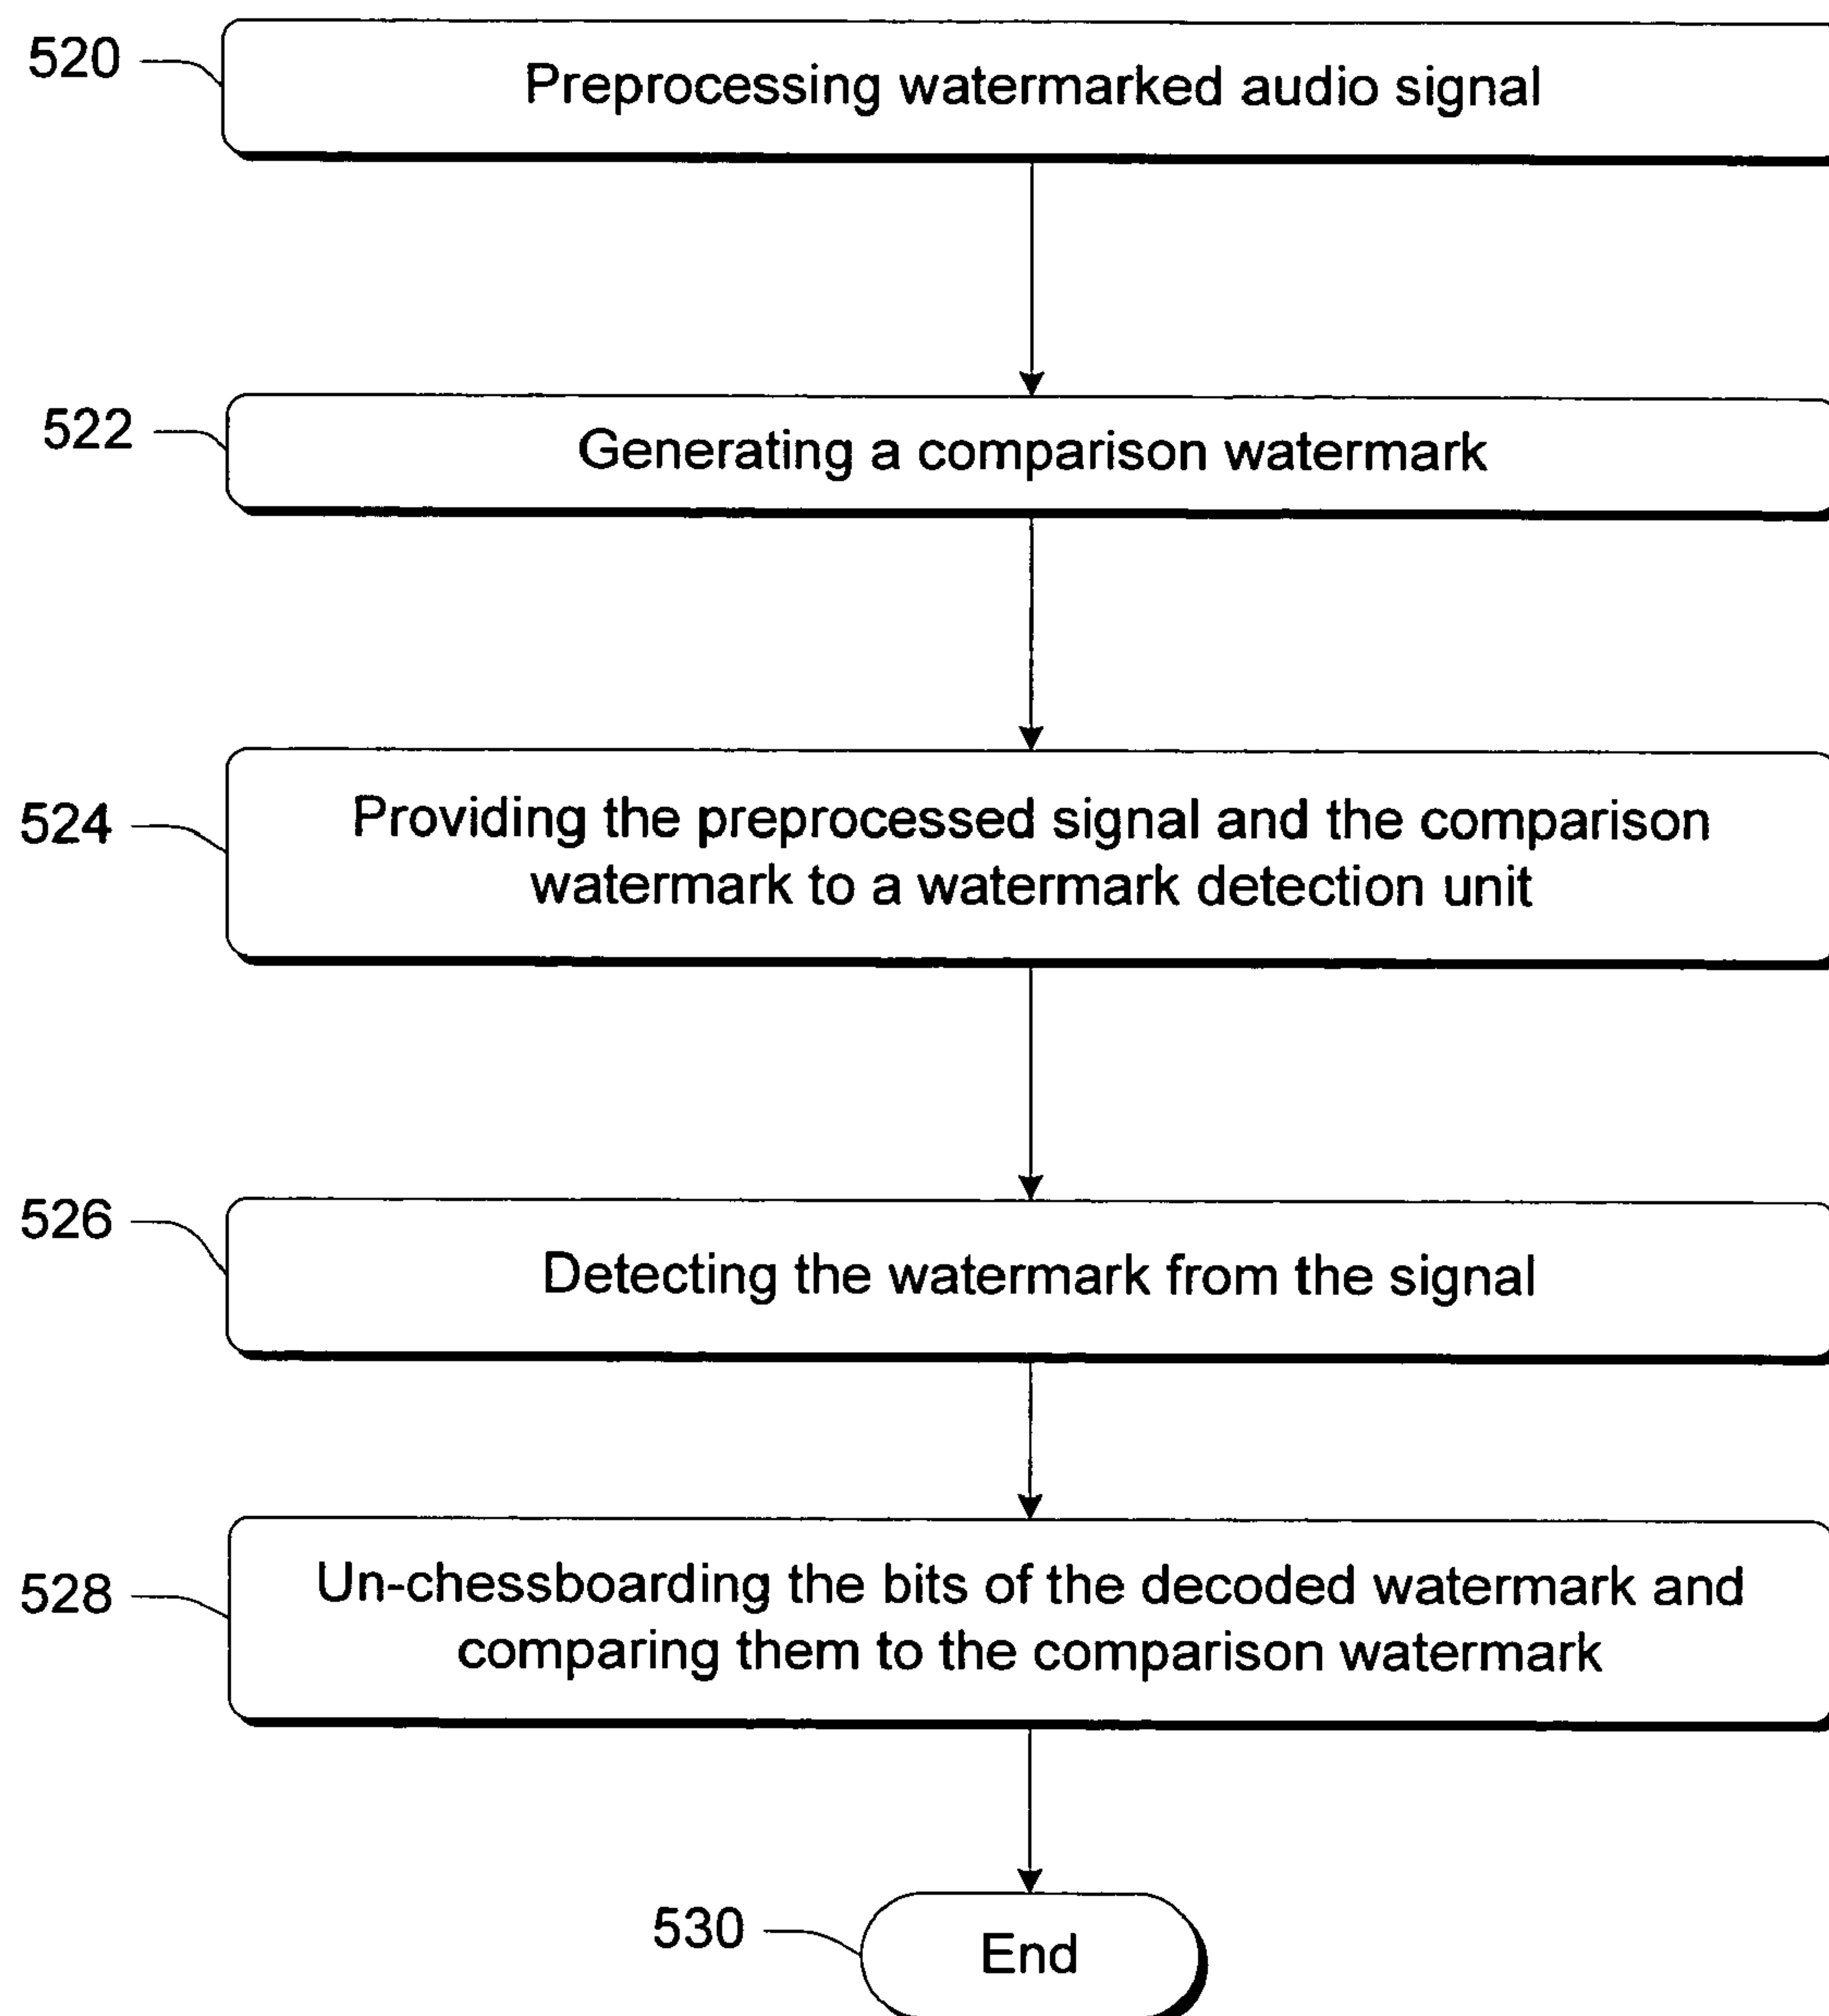 520
Preprocessing watermarked audio signal
522
Generating a comparison watermark
524
Providing the preprocessed signal and the comparison
watermark to a watermark detection unit
526
Detecting the watermark from the signal
528
Un-chessboarding the bits of the decoded watermark and
comparing them to the comparison watermark
530
End